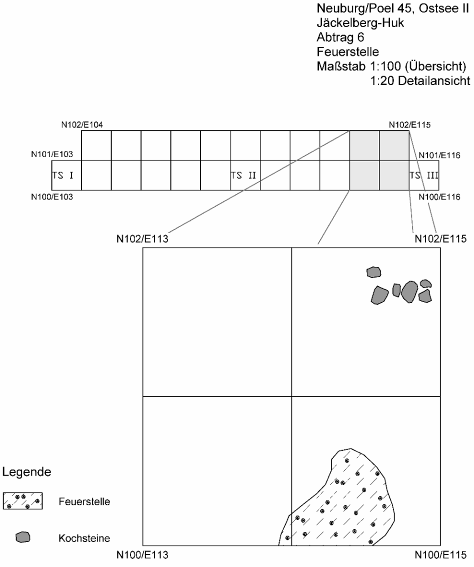 Neuburg/Poel 45, Ostsee II
Jäckelberg-Huk
Abtrag 6
Feuerstelle
Maßstab 1:100 (Übersicht)
1:20 Detailansicht
N102/E104
N102/E115
N101/E103
N101/E116
TS I
TS II
TS III
N100/E103
N100/E116
N102/E113
N102/E115
Legende
Feuerstelle
Kochsteine
N100/E113
N100/E115